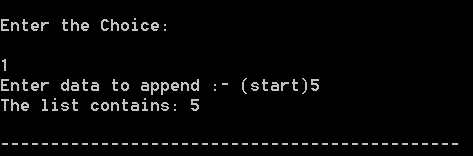 Enter the Choice:
1
Enter data to append :- (start)5
The list contains: 5
----------------------------------------------